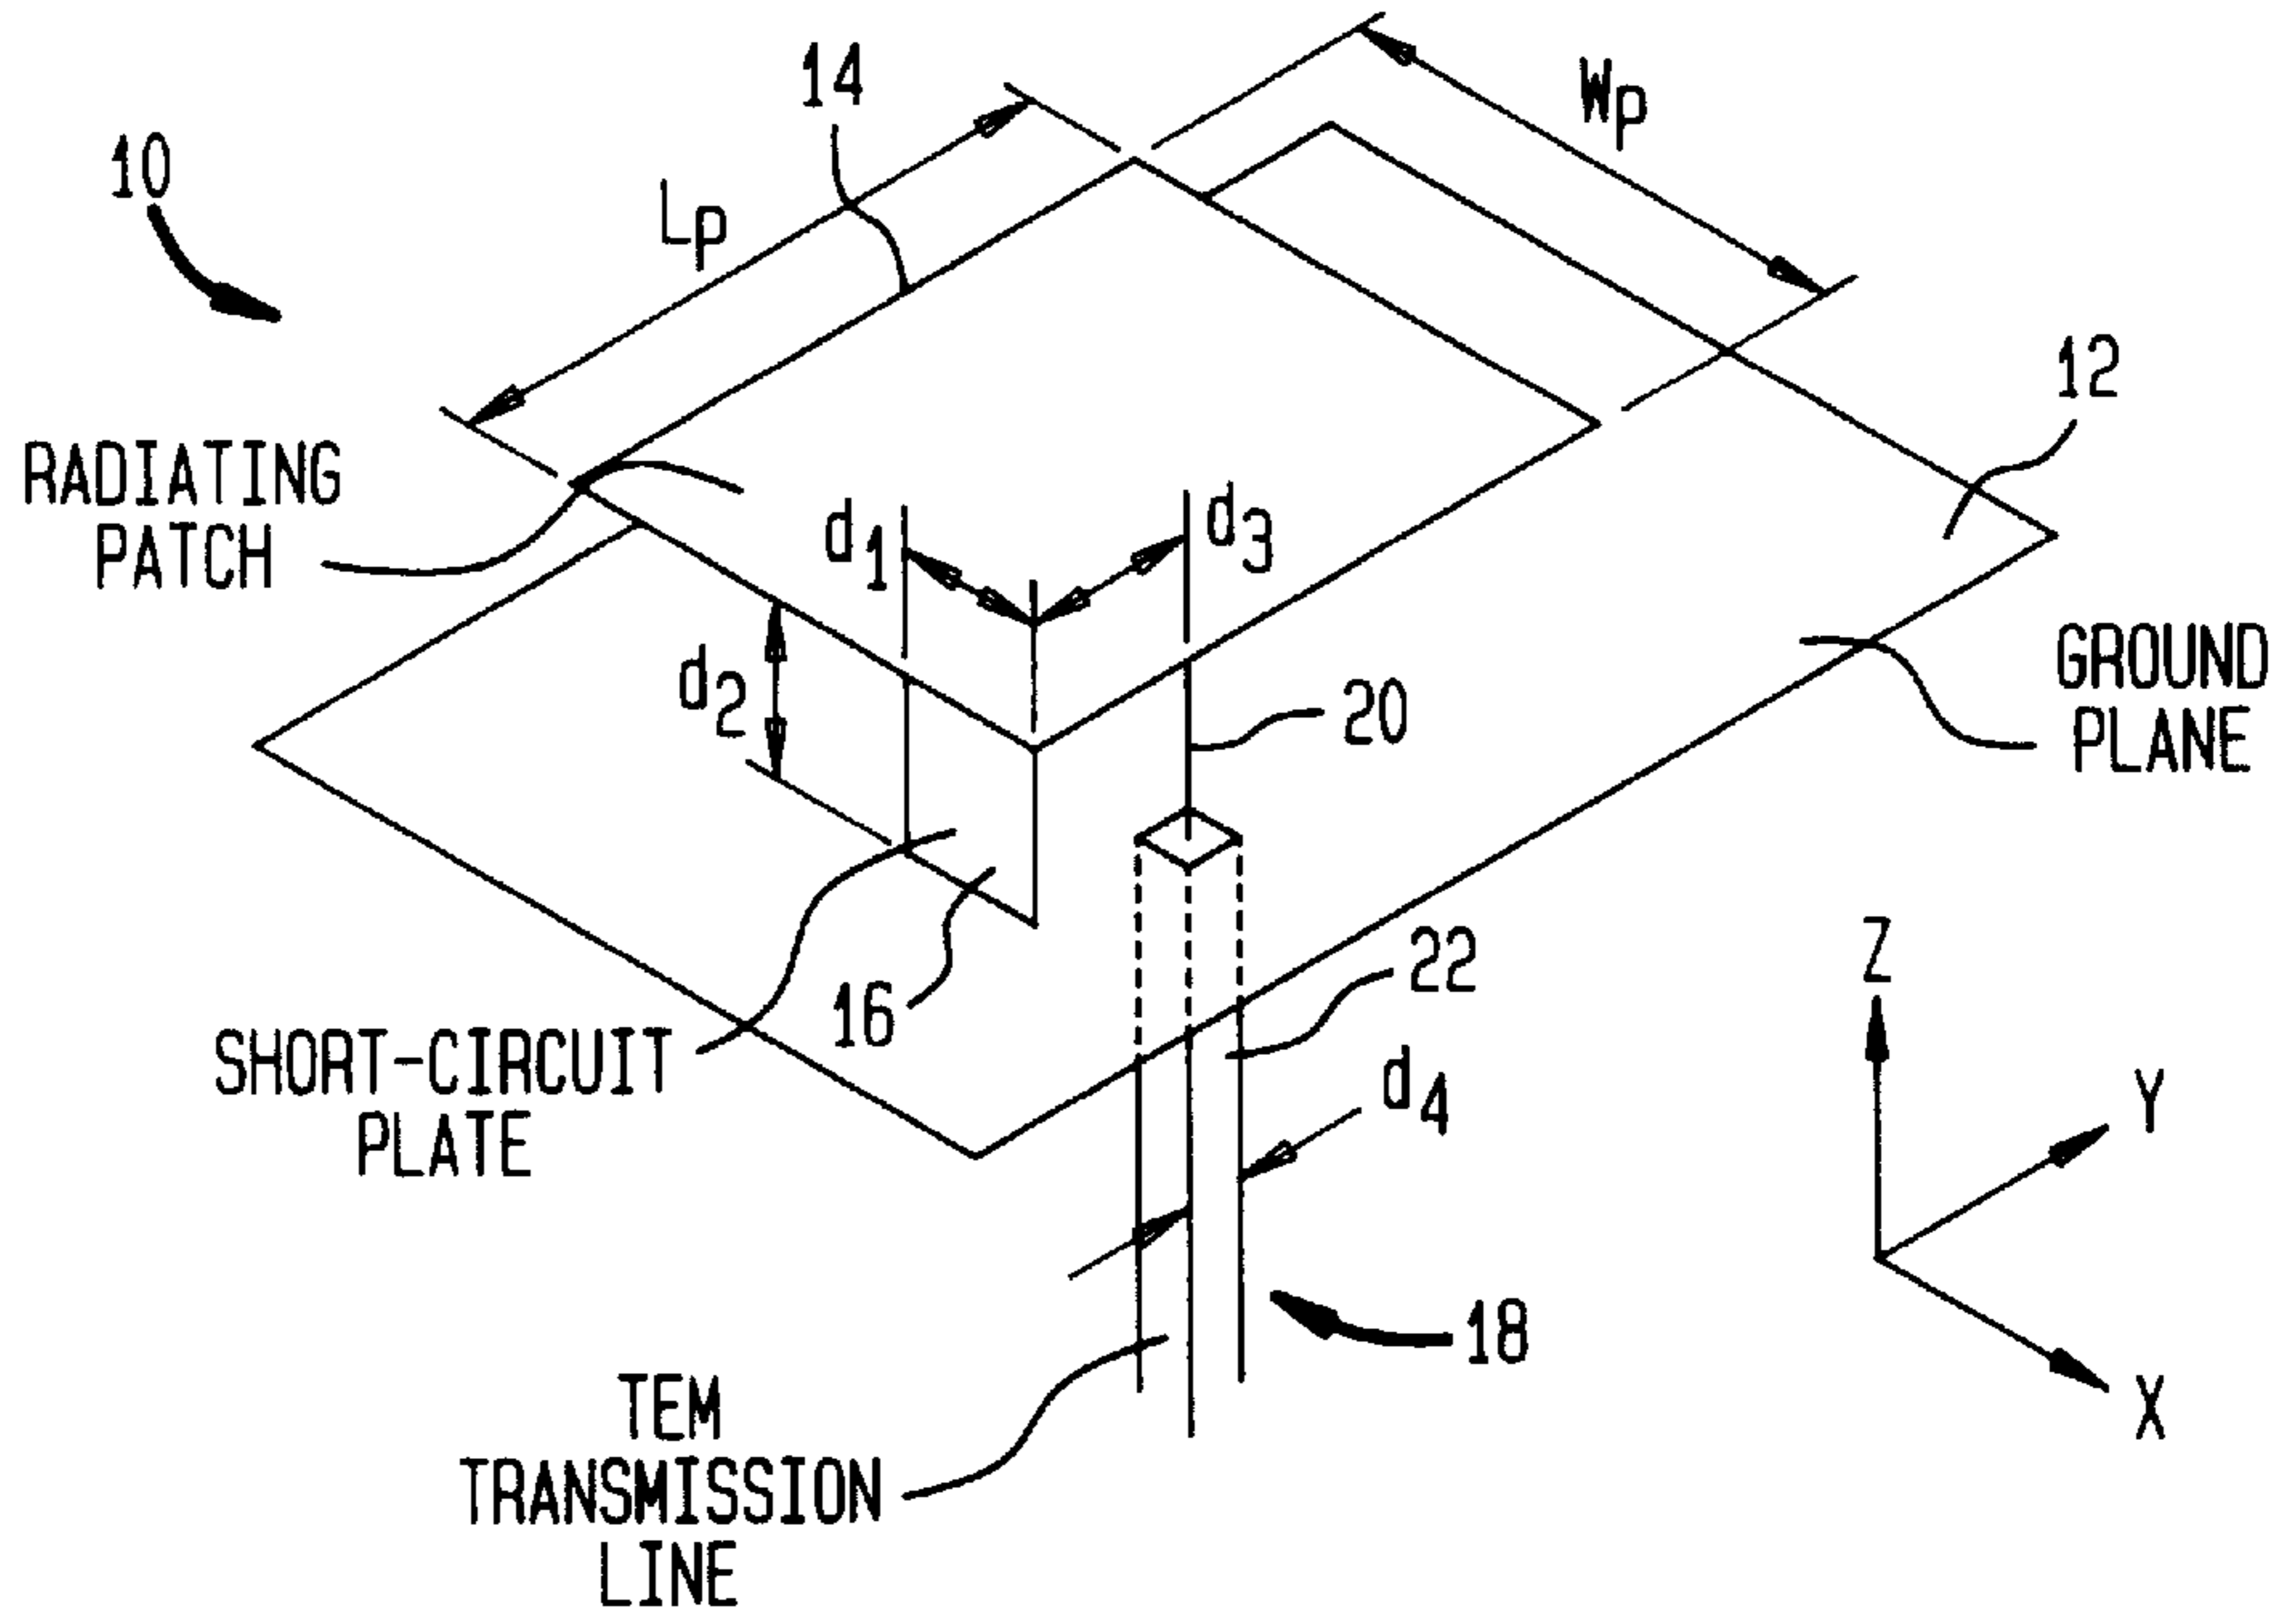 14
Wp
10
Lp
12
RADIATING
PATCH
d1
d3
d2
20
GROUND
PLANE
16
22
Z
SHORT-CIRCUIT
PLATE
d4
Y
18
X
TEM
TRANSMISSION
LINE